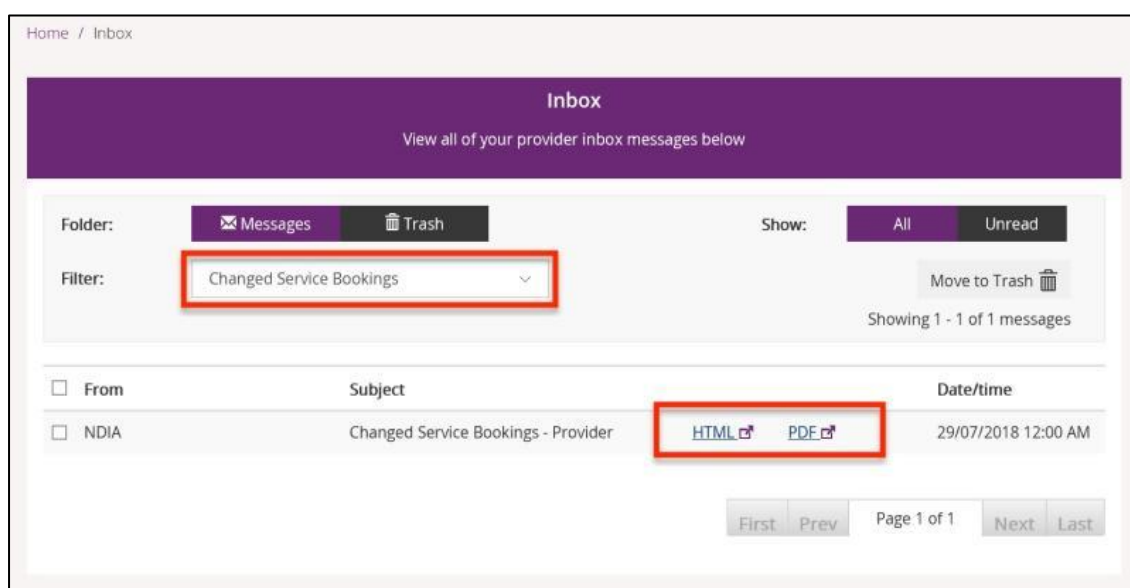 Home / Inbox
Inbox
View all of your provider inbox messages below
Folder: Messages Trash Show: All Unread
Filter: Changed Service Bookings Move to Trash
Showing 1 - 1 of 1 messages
From Subject Date/time
NDIA Changed Service Bookings - Provider HTML PDF 29/07/2018 12:00 AM
First Prev Page 1 of 1 Next Last